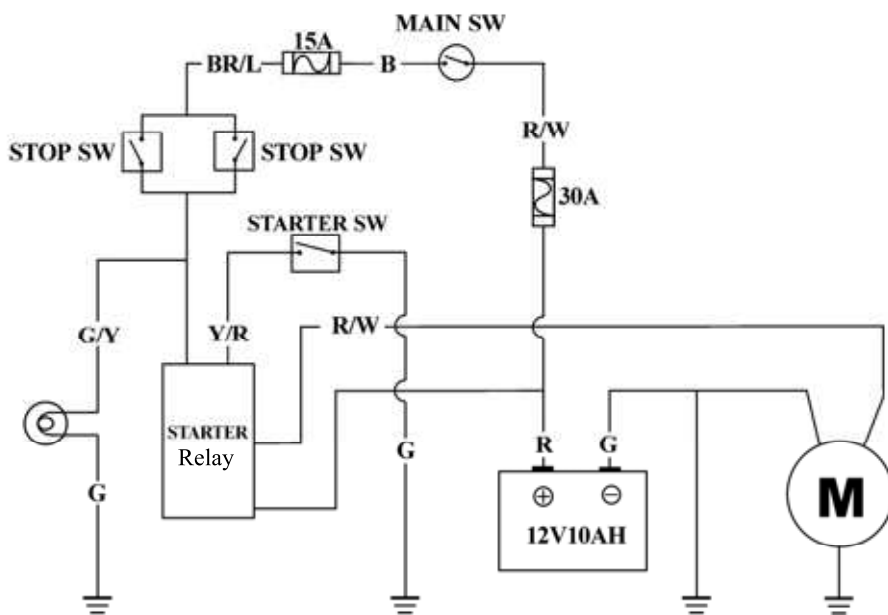 MAIN SW
15A
BR/L
B
R/W
STOP SW
STOP SW
30A
STARTER SW
G/Y
Y/R
R/W
STARTER
Relay
G
G
R
G
12V10AH
M